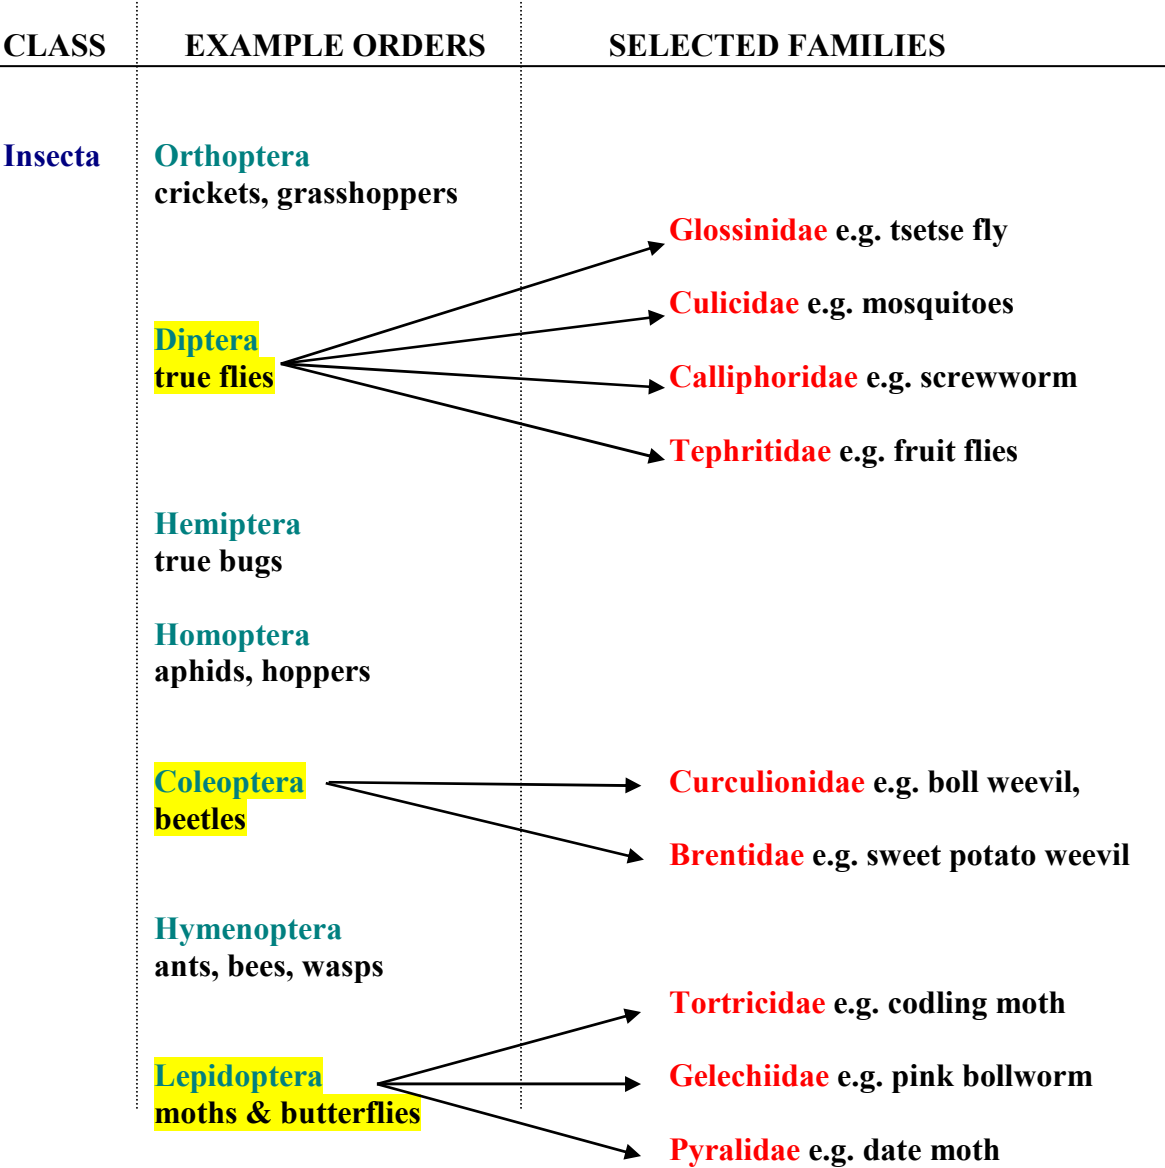 CLASS EXAMPLE ORDERS SELECTED FAMILIES
Insecta Orthoptera
crickets, grasshoppers
Glossinidae e.g. tsetse fly
Culicidae e.g. mosquitoes
Diptera
true flies
Calliphoridae e.g. screwworm
Tephritidae e.g. fruit flies
Hemiptera
true bugs
Homoptera
aphids, hoppers
Coleoptera
beetles
Curculionidae e.g. boll weevil,
Brentidae e.g. sweet potato weevil
Hymenoptera
ants, bees, wasps
Tortricidae e.g. codling moth
Lepidoptera
moths & butterflies
Gelechiidae e.g. pink bollworm
Pyralidae e.g. date moth